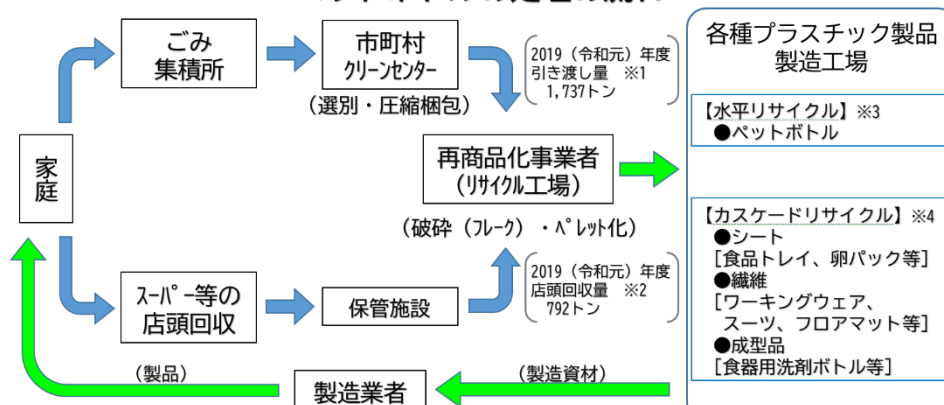 ごみ
集積所
市町村
クリーンセンター
(選別・圧縮梱包)
2019(令和元)年度
引き渡し量 ※1
1,737トン
各種プラスチック製品
製造工場
【水平リサイクル】※3
●ペットボトル
家庭
再商品化事業者
(リサイクル工場)
(破砕(フレーク)・ペレット化)
【カスケードリサイクル】※4
●シート
[食品トレイ、卵パック等]
●繊維
[ワーキングウェア、
スーツ、フロアマット等]
●成型品
[食器用洗剤ボトル等]
スーパー等の
店頭回収
保管施設
2019(令和元)年度
店頭回収量 ※2
792トン
(製品)
製造業者
(製造資材)